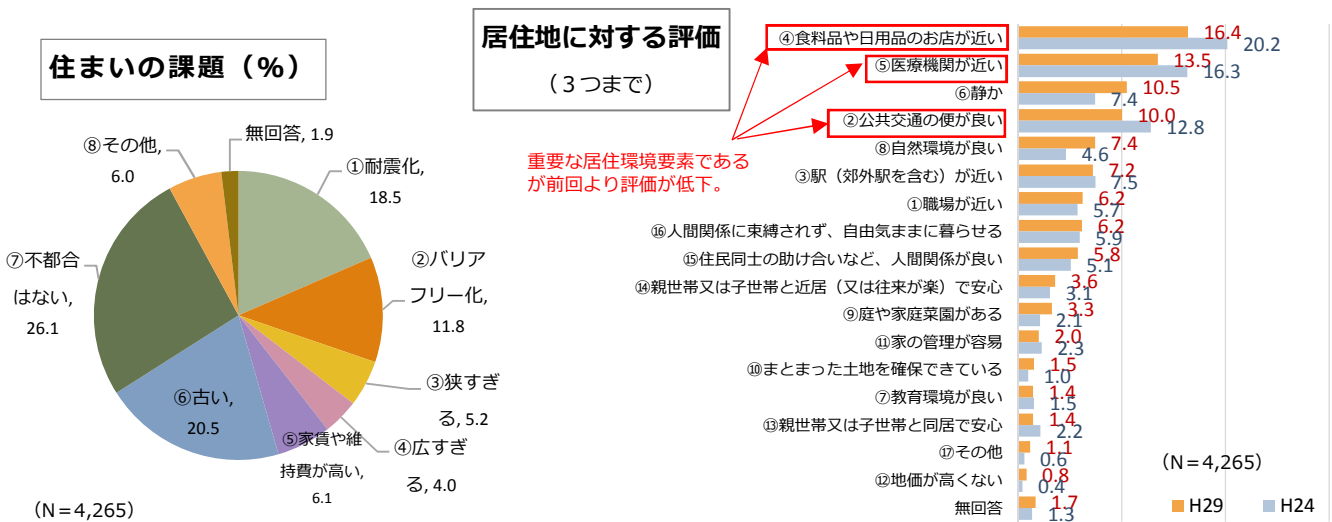 住まいの課題（%）
無回答, 1.9
⑧その他,
6.0
①耐震化,
18.5
②バリア
フリー化,
11.8
⑦不都合
はない,
26.1
③狭すぎ
る, 5.2
⑥古い,
20.5
⑤家賃や維
持費が高い,
6.1
④広すぎ
る, 4.0
（N＝4,265）
居住地に対する評価
（３つまで）
重要な居住環境要素である
が前回より評価が低下。
④食料品や日用品のお店が近い
16.4
20.2
⑤医療機関が近い
13.5
16.3
⑥静か
10.5
7.4
②公共交通の便が良い
10.0
12.8
⑧自然環境が良い
7.4
4.6
③駅（郊外駅を含む）が近い
7.2
7.5
①職場が近い
6.2
5.7
⑯人間関係に束縛されず、自由気ままに暮らせる
6.2
5.9
⑮住民同士の助け合いなど、人間関係が良い
5.8
5.1
⑭親世帯又は子世帯と近居（又は往来が楽）で安心
3.6
3.1
⑨庭や家庭菜園がある
3.3
2.1
⑪家の管理が容易
2.0
2.3
⑩まとまった土地を確保できている
1.5
1.0
⑦教育環境が良い
1.4
1.5
⑬親世帯又は子世帯と同居で安心
1.4
2.2
⑰その他
1.1
0.6
⑫地価が高くない
0.8
0.4
無回答
1.7
1.3
（N＝4,265）
H29
H24